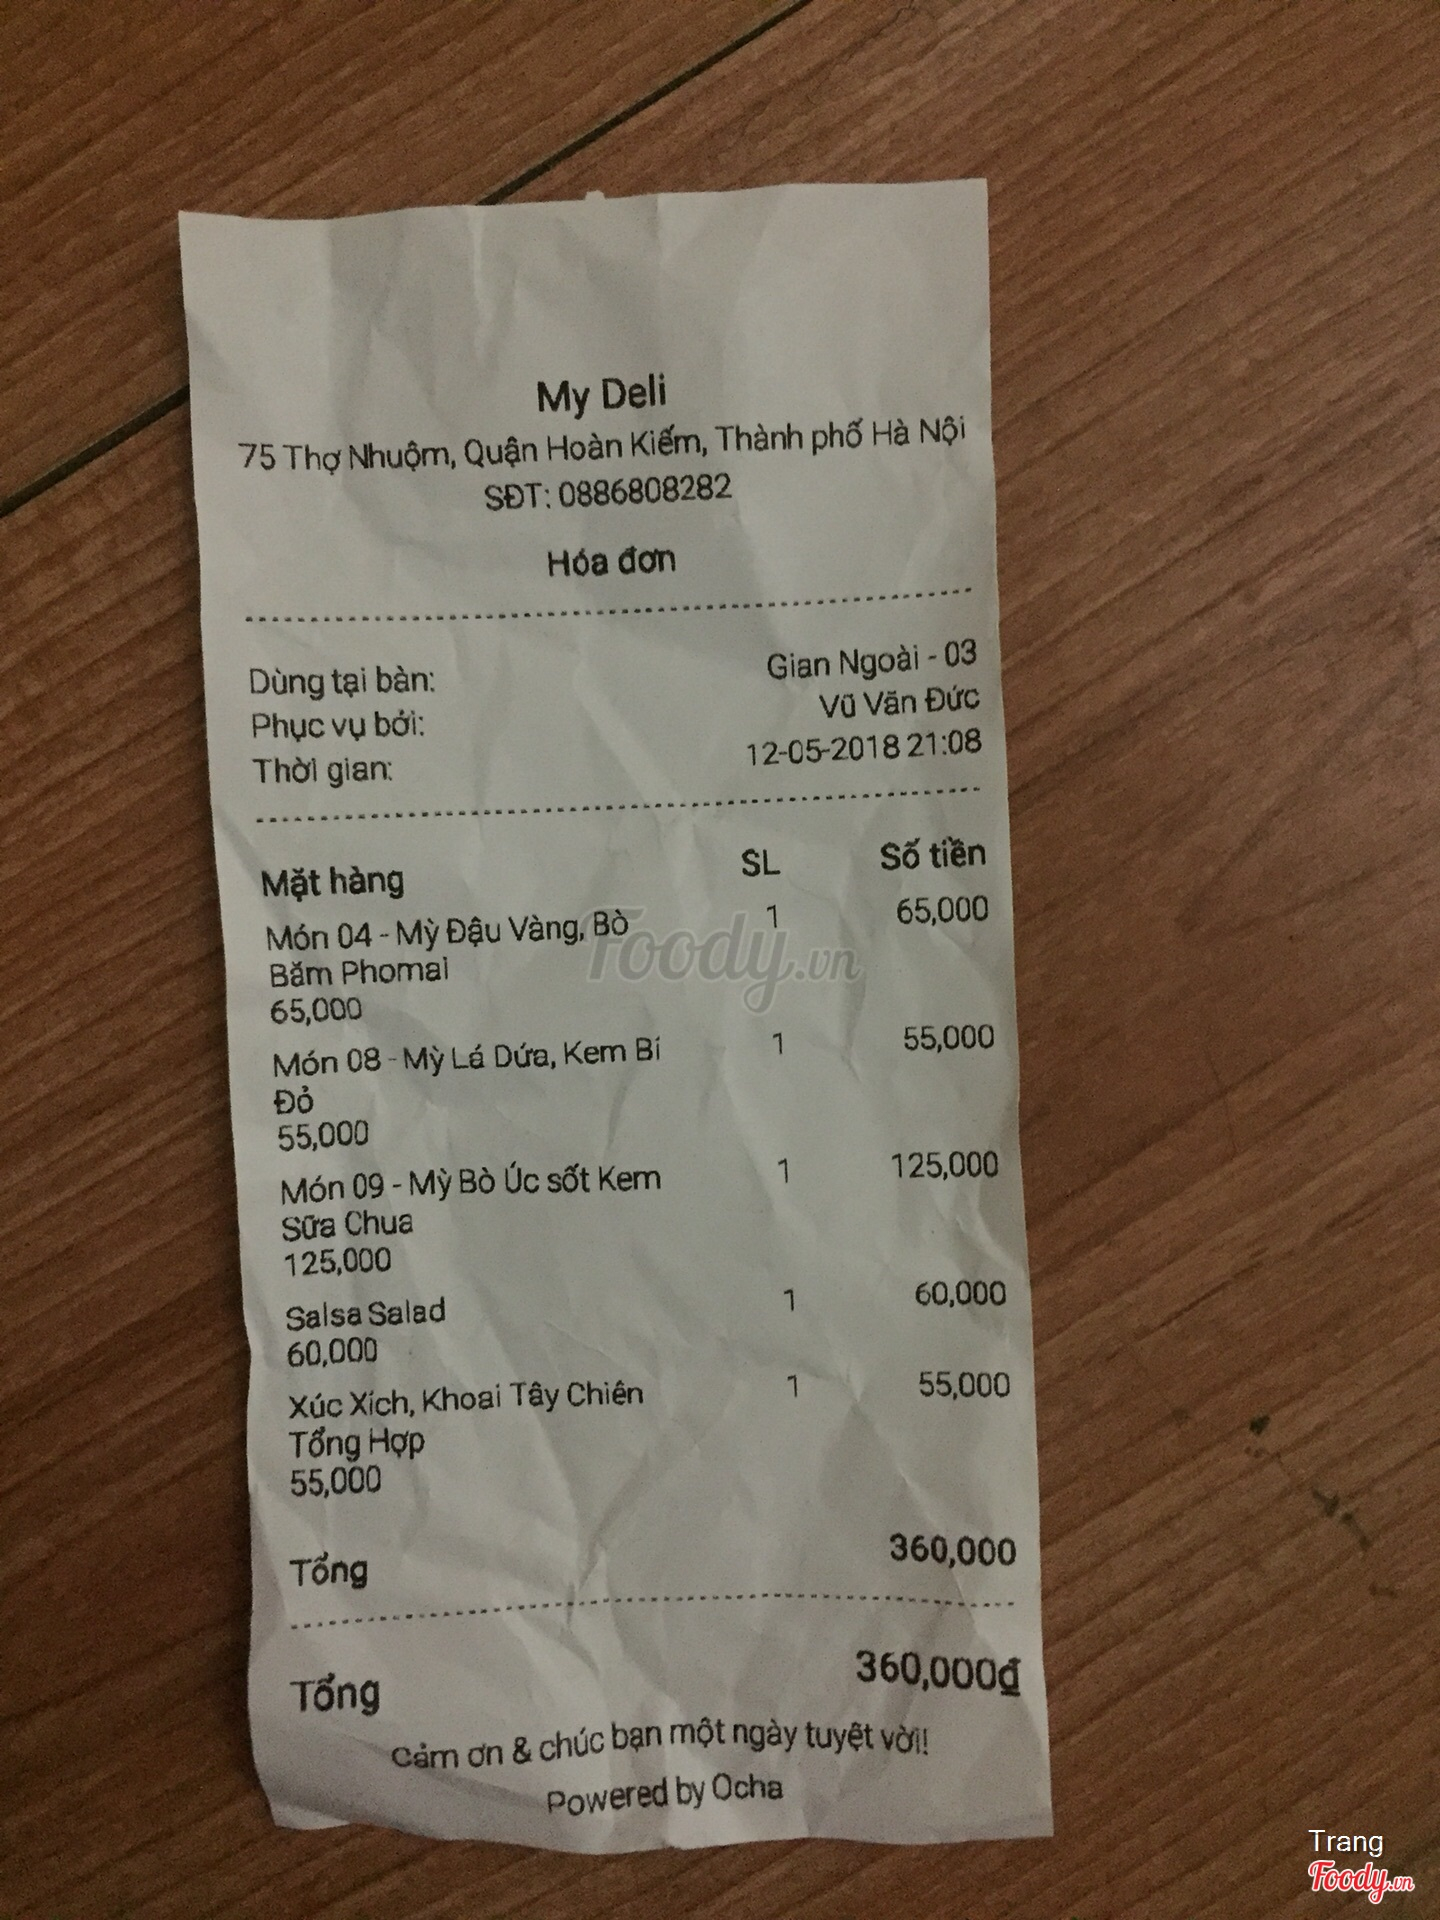 My Deli
75 Thợ Nhuộm, Quận Hoàn Kiếm, Thành phố Hà Nội
SĐT: 0886808282
Hóa đơn
Dùng tại bàn: Gian Ngoài - 03
Phục vụ bởi: Vũ Văn Đức
Thời gian: 12-05-2018 21:08
Mặt hàng SL Số tiền
Món 04 - Mỳ Đậu Vàng, Bò 1 65,000
Băm Phomai
65,000
Món 08 - Mỳ Lá Dứa, Kem Bí 1 55,000
Đỏ
55,000
Món 09 - Mỳ Bò Úc sốt Kem 1 125,000
Sữa Chua
125,000
Salsa Salad 1 60,000
60,000
Xúc Xích, Khoai Tây Chiên 1 55,000
Tổng Hợp
55,000
Tổng 360,000
Tổng 360,000₫
Cảm ơn & chúc bạn một ngày tuyệt vời!
Powered by Ocha
Foody.vn
Trang
Foody.vn